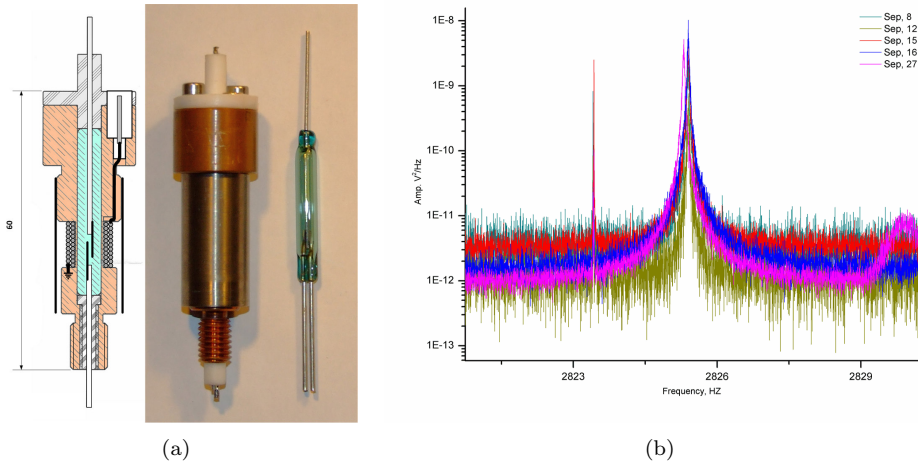 60
(a)
Sep, 8
Sep, 12
Sep, 15
Sep, 16
Sep, 27
1E-8
1E-9
1E-10
1E-11
1E-12
1E-13
Amp. V²/Hz
2823
2826
2829
Frequency, HZ
(b)